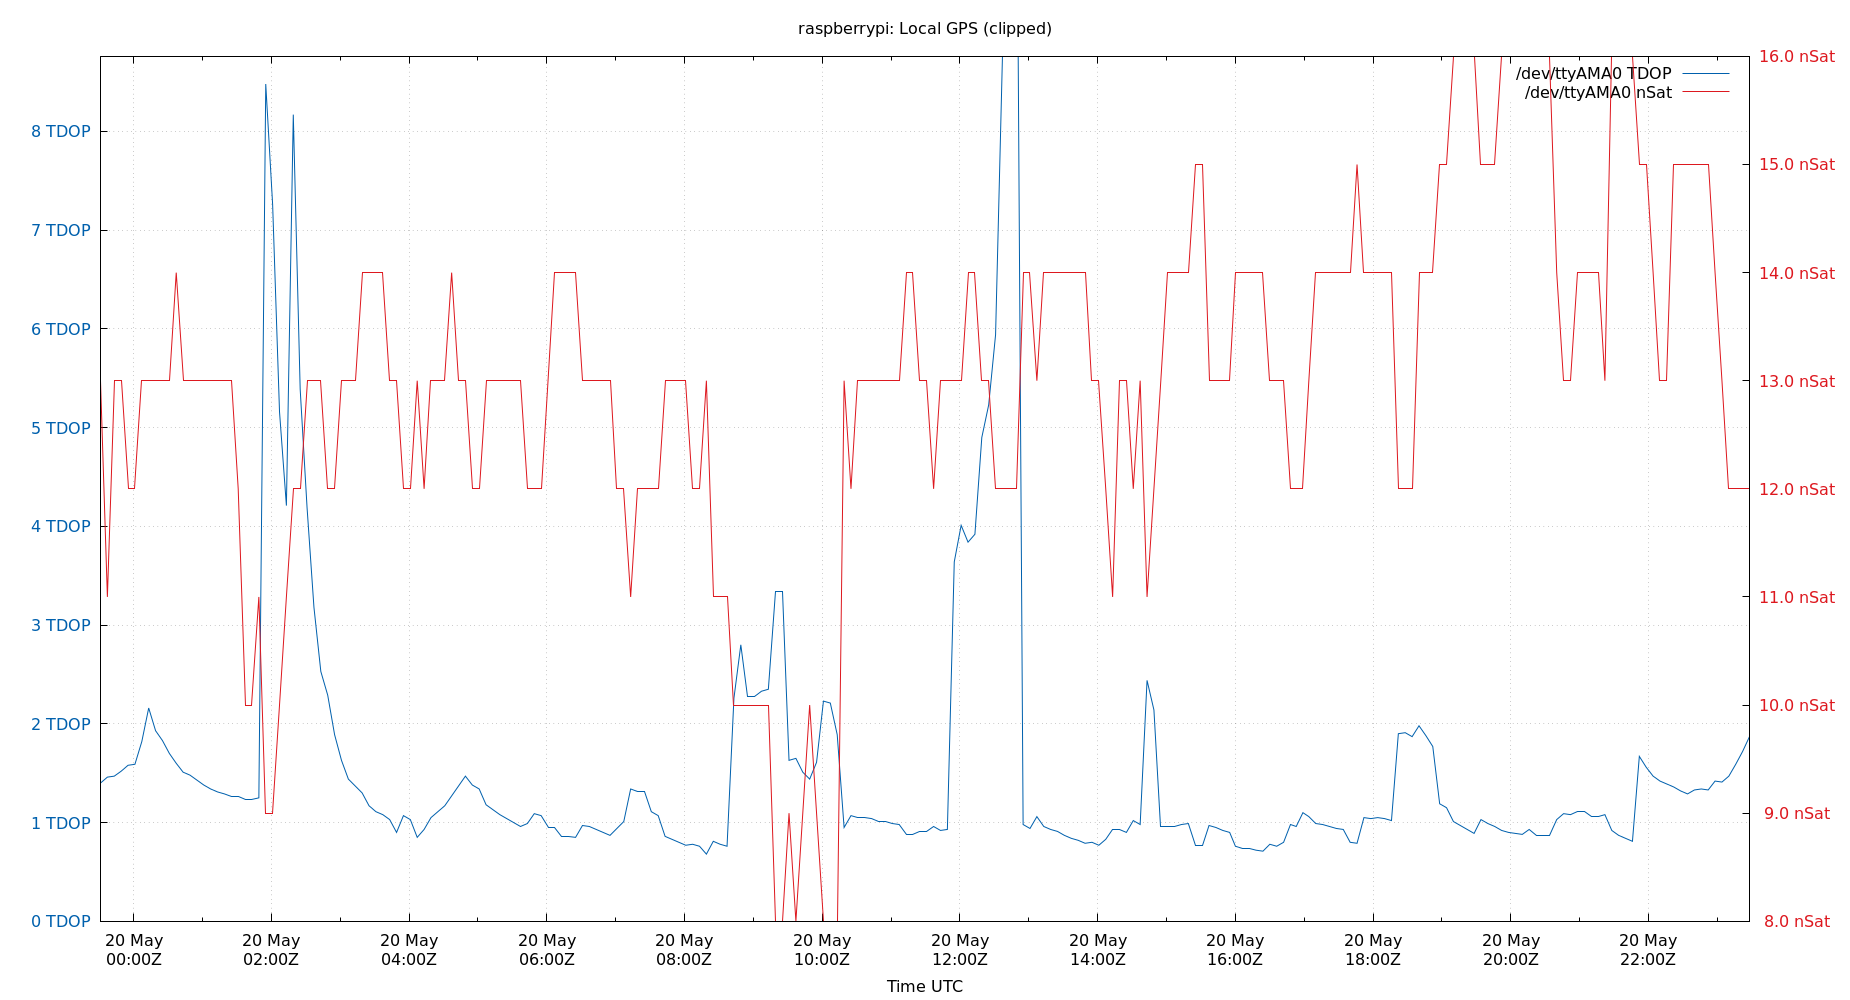 raspberrypi: Local GPS (clipped)
/dev/ttyAMA0 TDOP
/dev/ttyAMA0 nSat
8 TDOP
7 TDOP
6 TDOP
5 TDOP
4 TDOP
3 TDOP
2 TDOP
1 TDOP
0 TDOP
16.0 nSat
15.0 nSat
14.0 nSat
13.0 nSat
12.0 nSat
11.0 nSat
10.0 nSat
9.0 nSat
8.0 nSat
20 May
00:00Z
20 May
02:00Z
20 May
04:00Z
20 May
06:00Z
20 May
08:00Z
20 May
10:00Z
20 May
12:00Z
20 May
14:00Z
20 May
16:00Z
20 May
18:00Z
20 May
20:00Z
20 May
22:00Z
Time UTC